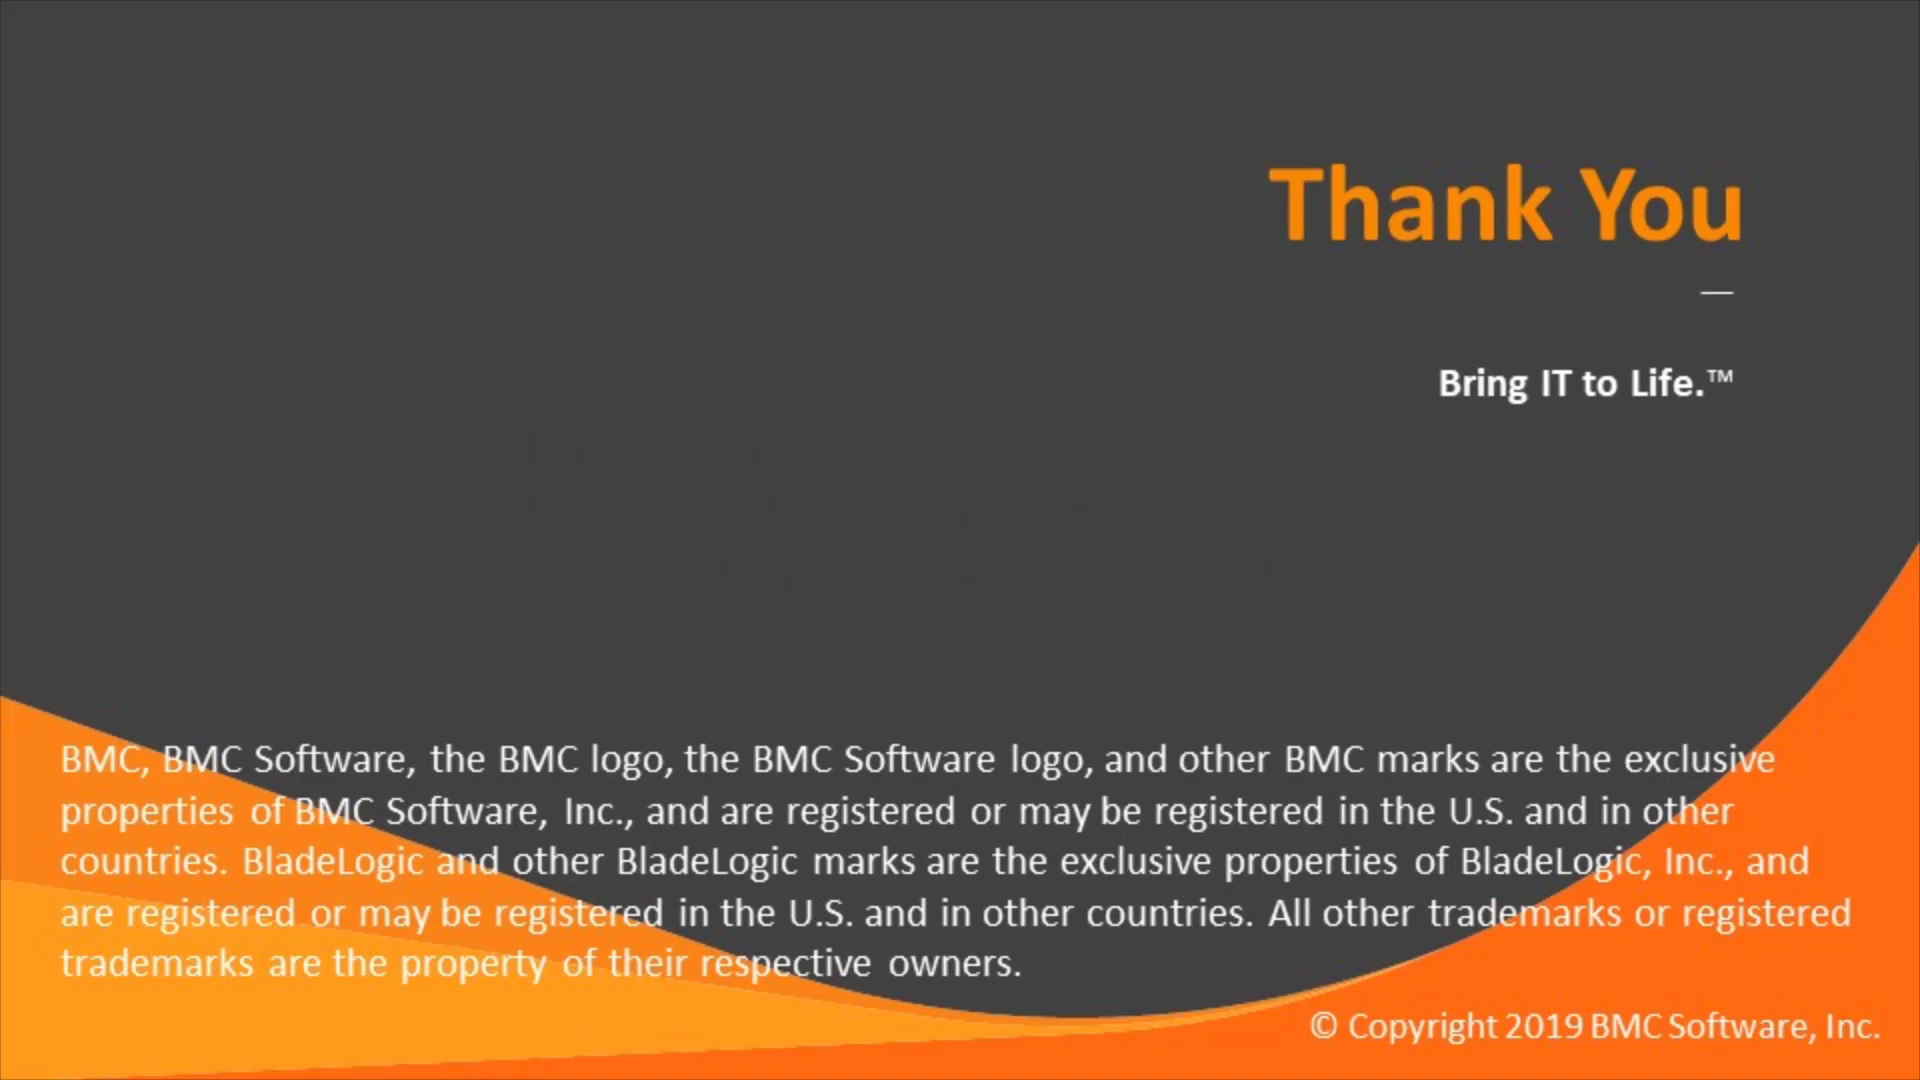 Thank You
Bring IT to Life.™
BMC, BMC Software, the BMC logo, the BMC Software logo, and other BMC marks are the exclusive
properties of BMC Software, Inc., and are registered or may be registered in the U.S. and in other
countries. BladeLogic and other BladeLogic marks are the exclusive properties of BladeLogic, Inc., and
are registered or may be registered in the U.S. and in other countries. All other trademarks or registered
trademarks are the property of their respective owners.
© Copyright 2019 BMC Software, Inc.